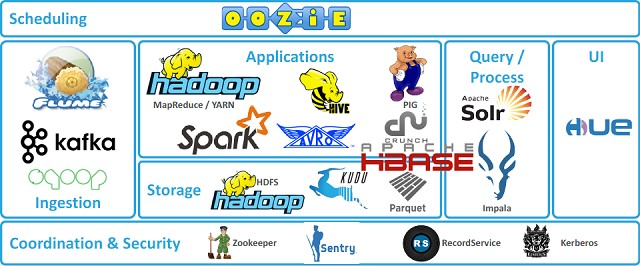 Scheduling
OOZiE
FLUME
kafka
sqoop
Ingestion
Applications
hadoop
MapReduce / YARN
HIVE
PIG
Spark
AVRO
CRUNCH
APACHE
HBASE
Storage
HDFS
hadoop
KUDU
Parquet
Query /
Process
Apache
Solr
Impala
UI
HUE
Coordination & Security
Zookeeper
Sentry
RS
RecordService
Kerberos